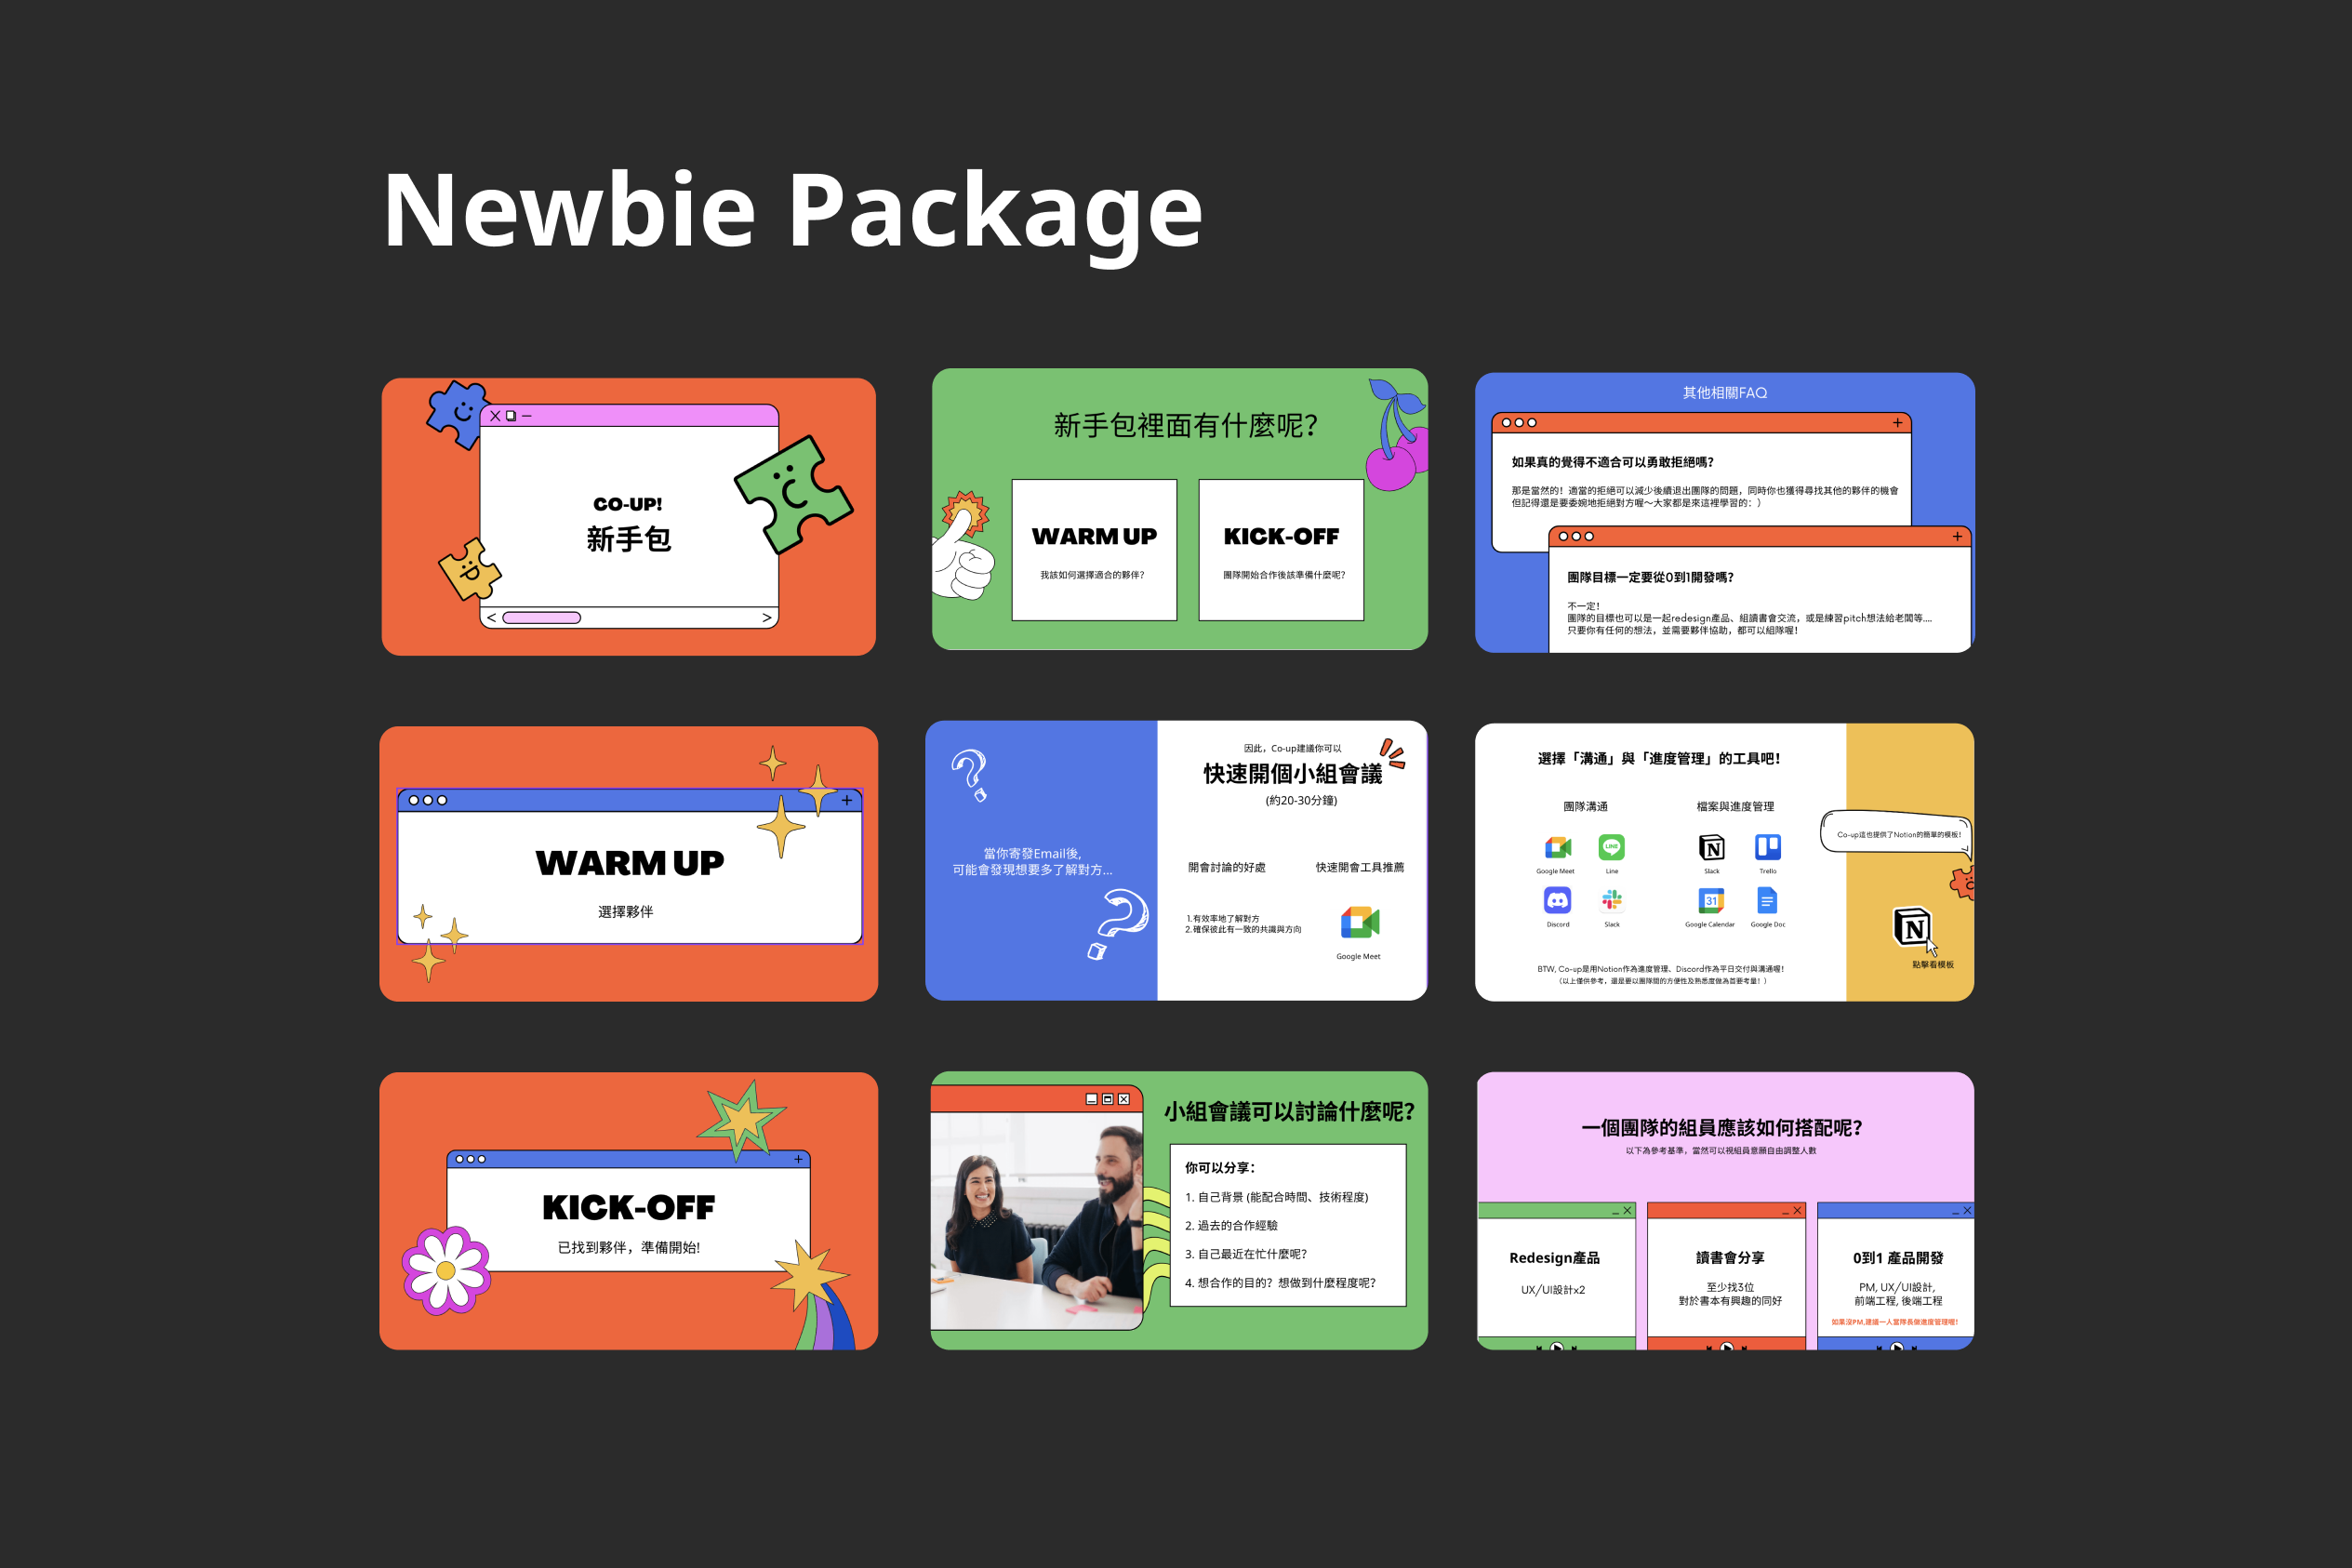 Newbie Package
CO-UP!
新手包
新手包裡面有什麼呢？
WARM UP
我該如何選擇適合的夥伴？
KICK-OFF
團隊開始合作後該準備什麼呢？
其他相關FAQ
如果真的覺得不適合可以勇敢拒絕嗎？
那是當然的！適當的拒絕可以減少後續退出團隊的問題，同時你也獲得尋找其他的夥伴的機會
但記得還是要委婉地拒絕對方喔～大家都是來這裡學習的：）
團隊目標一定要從0到1開發嗎？
不一定！
團隊的目標也可以是一起redesign產品、組讀書會交流，或是練習pitch想法給老闆等....
只要你有任何的想法，並需要夥伴協助，都可以組隊喔！
WARM UP
選擇夥伴
當你寄發Email後，
可能會發現想要多了解對方...
因此，Co-up建議你可以
快速開個小組會議
(約20-30分鐘)
開會討論的好處
1.有效率地了解對方
2.確保彼此有一致的共識與方向
快速開會工具推薦
Google Meet
選擇「溝通」與「進度管理」的工具吧！
團隊溝通
檔案與進度管理
LINE
Google Meet
Line
Slack
Trello
31
Discord
Slack
Google Calendar
Google Doc
BTW, Co-up是用Notion作為進度管理、Discord作為平日交付與溝通喔！
（以上僅供參考，還是要以團隊間的方便性及熟悉度做為首要考量！）
Co-up這也提供了Notion的簡單的模板！
點擊看模板
KICK-OFF
已找到夥伴，準備開始！
小組會議可以討論什麼呢？
你可以分享：
1. 自己背景 (能配合時間、技術程度)
2. 過去的合作經驗
3. 自己最近在忙什麼呢？
4. 想合作的目的？想做到什麼程度呢？
一個團隊的組員應該如何搭配呢？
以下為參考基準，當然可以視組員意願自由調整人數
Redesign產品
UX/UI設計x2
讀書會分享
至少找3位
對於書本有興趣的同好
0到1 產品開發
PM, UX/UI設計,
前端工程, 後端工程
如果沒PM,建議一人當隊長做進度管理喔！